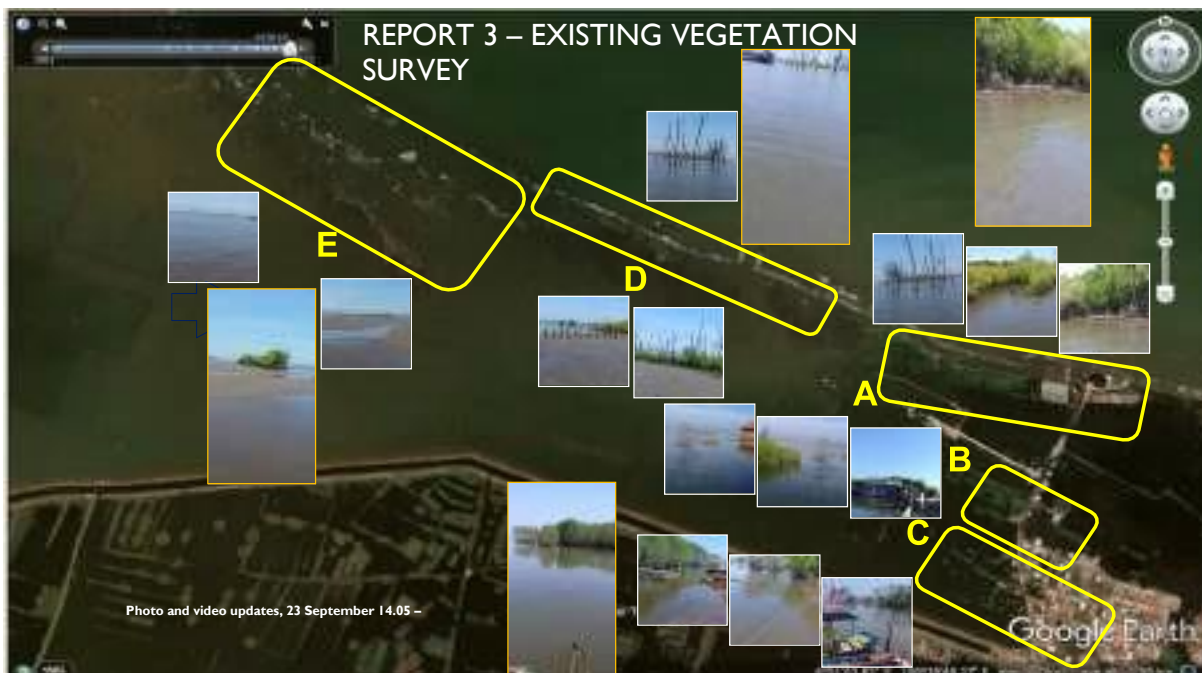 REPORT 3 – EXISTING VEGETATION
SURVEY
E
D
A
B
C
Photo and video updates, 23 September 14.05 –
Google Earth